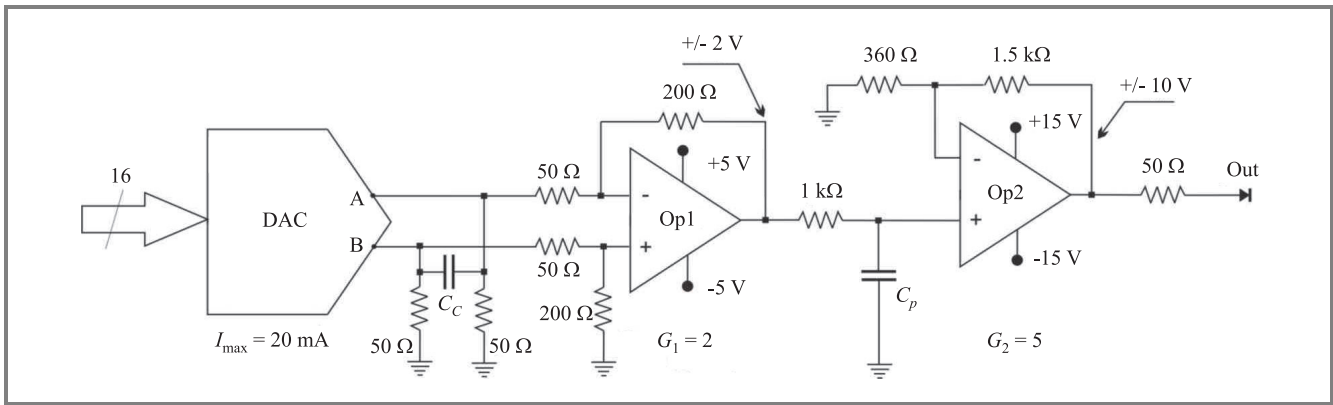 +/- 2 V
360 Ω
1.5 kΩ
200 Ω
+/- 10 V
16
DAC
A
B
50 Ω
50 Ω
-
+
Op1
+5 V
-5 V
1 kΩ
-
+
Op2
+15 V
-15 V
50 Ω
Out
C_C
200 Ω
C_p
I_max = 20 mA
50 Ω
50 Ω
G_1 = 2
G_2 = 5